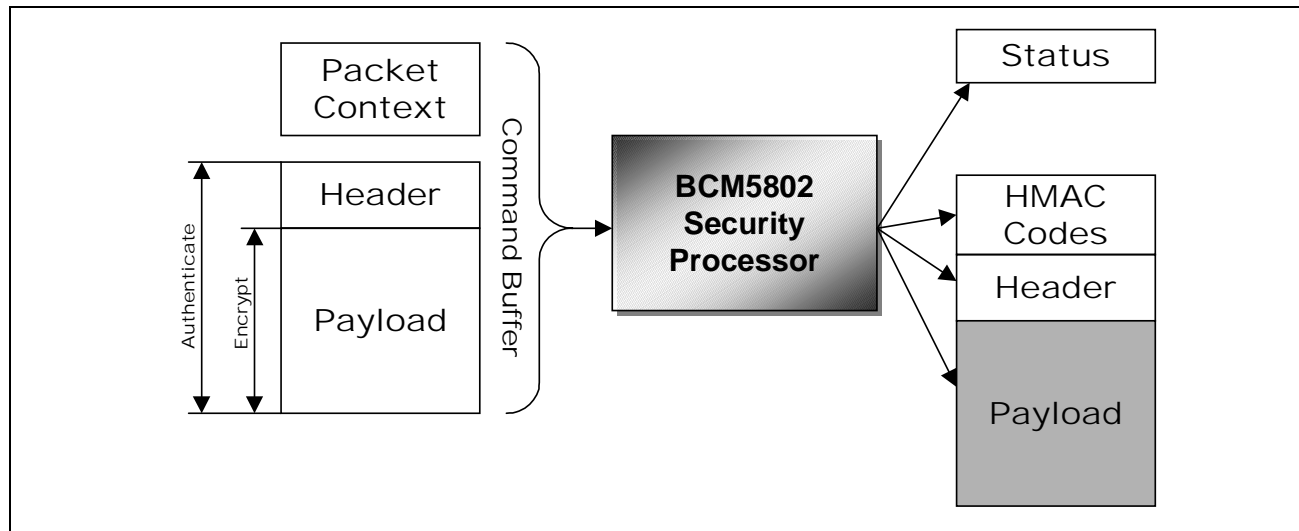 Packet
Context
Authenticate
Encrypt
Header
Payload
Command Buffer
BCM5802
Security
Processor
Status
HMAC
Codes
Header
Payload